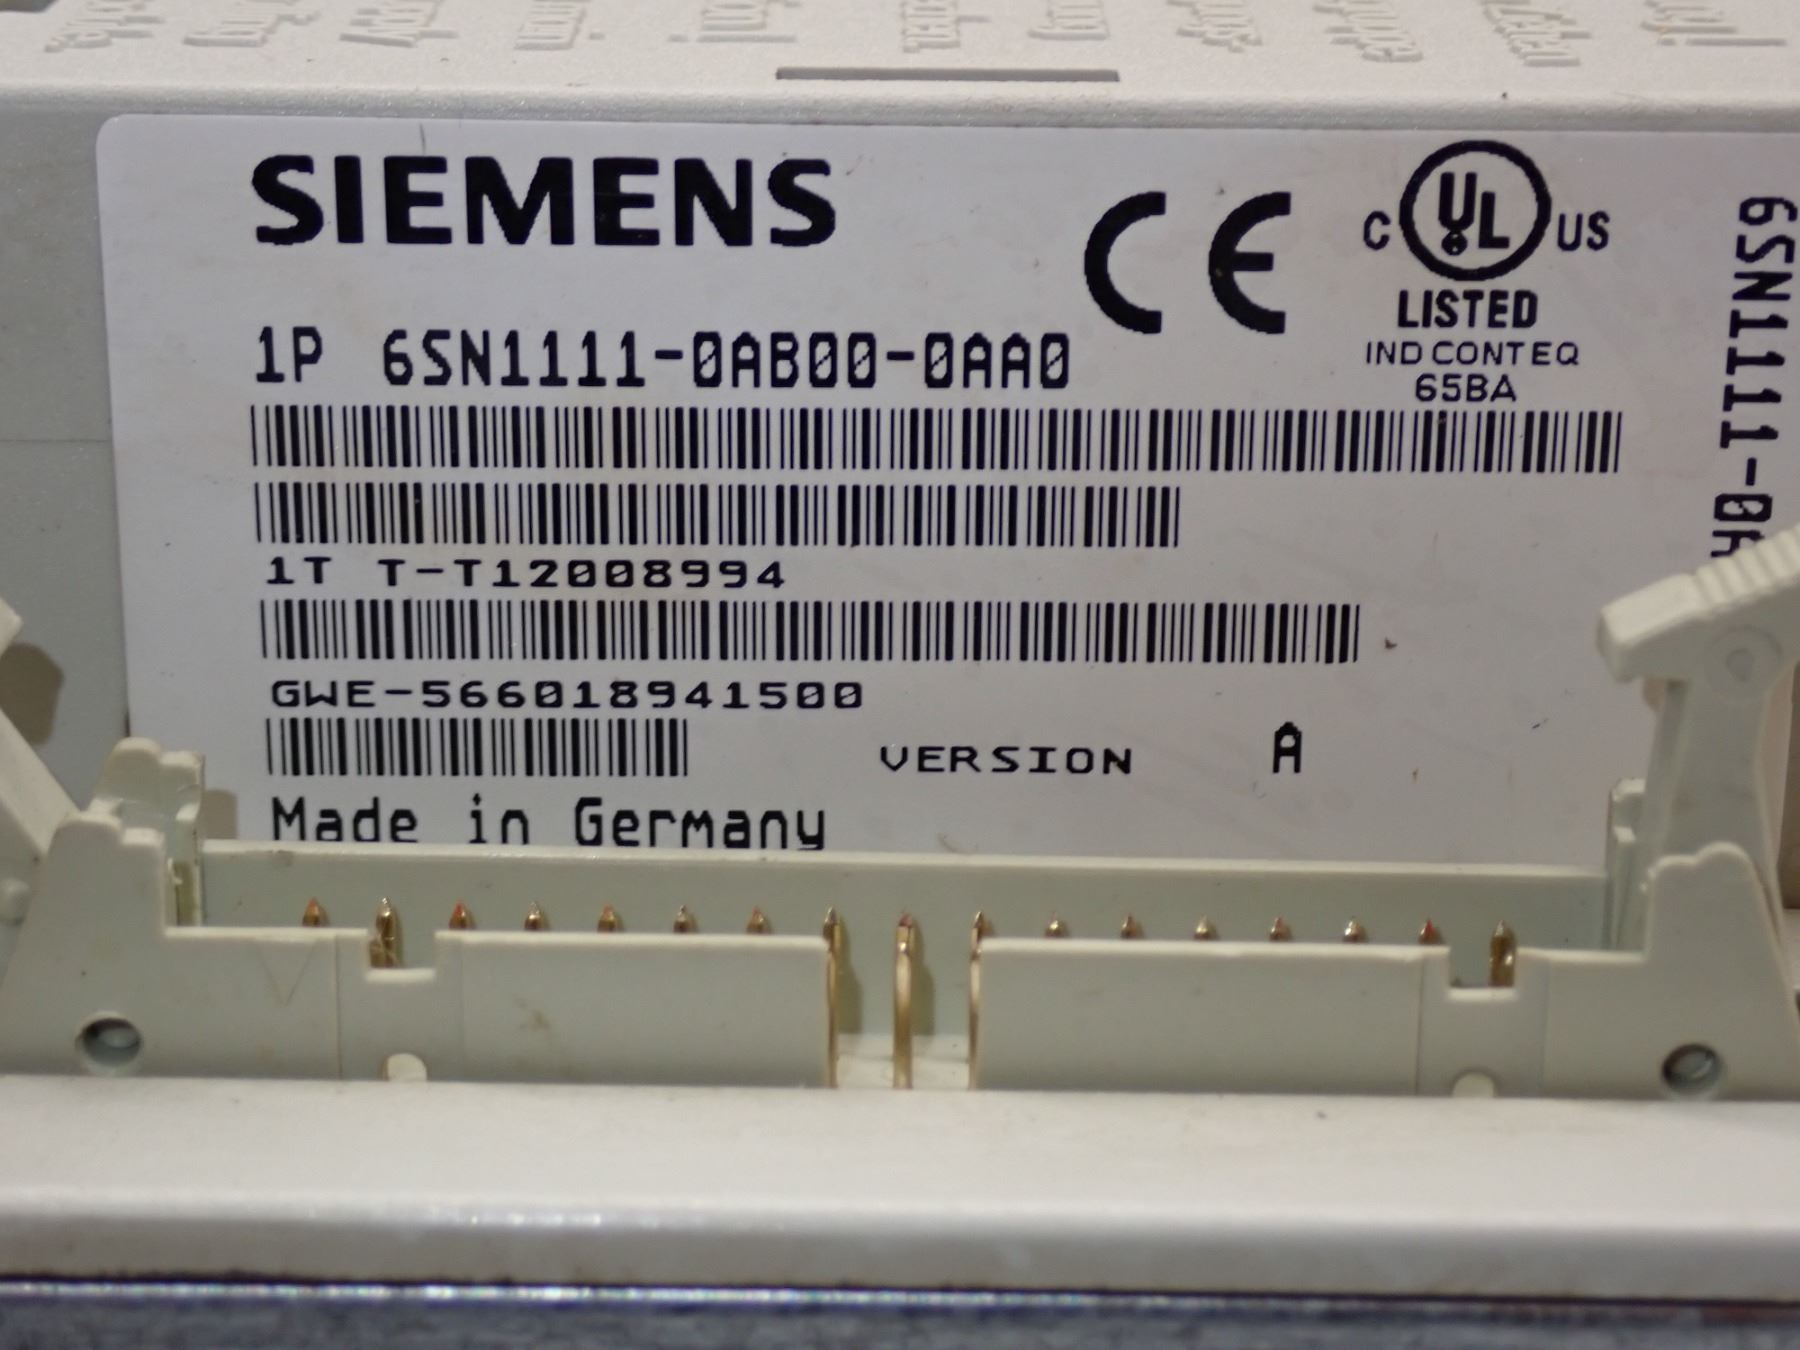 SIEMENS
CE
C UL US
LISTED
IND CONT EQ
65BA
1P 6SN1111-0AB00-0AA0
1T T-T12008994
GWE-566018941500
VERSION A
Made in Germany
6SN1111-0A